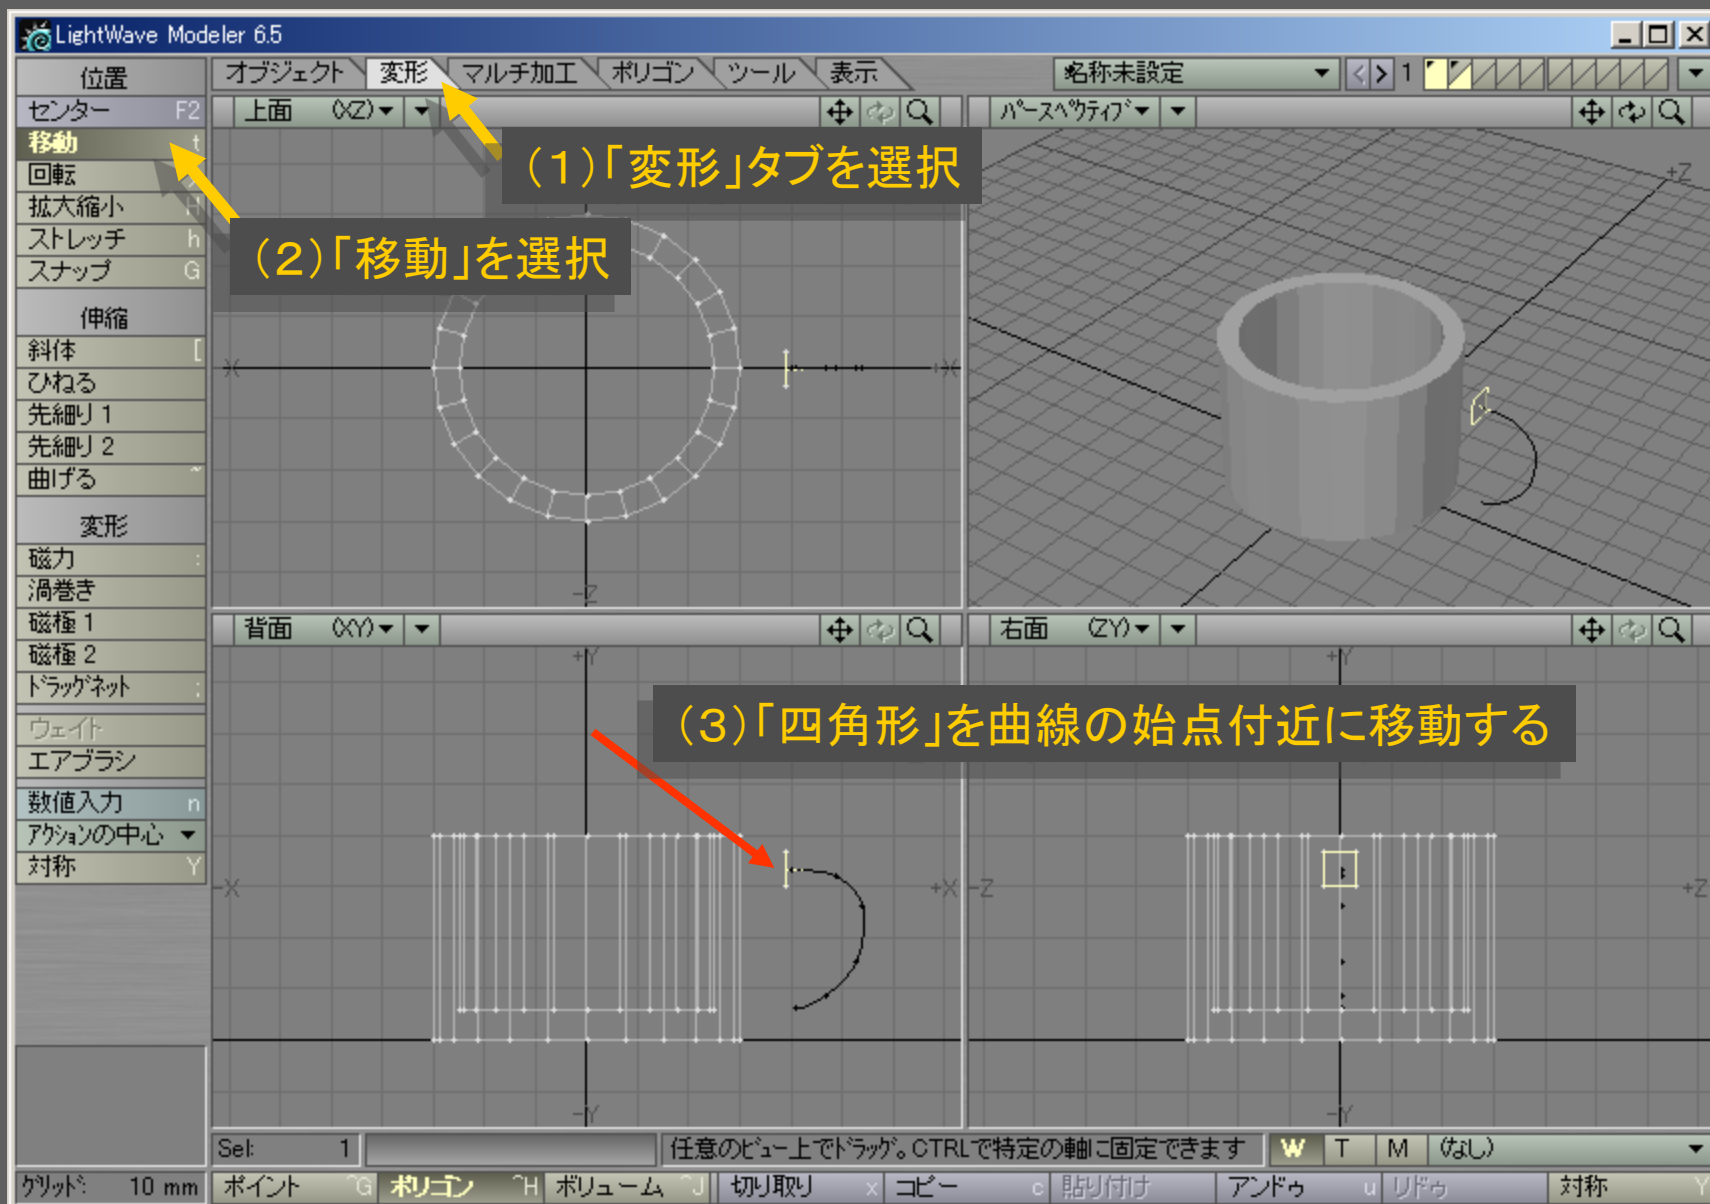 LightWave Modeler 6.5
オブジェクト 変形 マルチ加工 ポリゴン ツール 表示 名称未設定 1
位置
センター F2
移動 t
回転
拡大縮小 H
ストレッチ h
スナップ G
伸縮
斜体 [
ひねる
先細り 1
先細り 2
曲げる ~
変形
磁力 :
渦巻き
磁極 1
磁極 2
ドラッグネット ;
ウェイト
エアブラシ
数値入力 n
アクションの中心
対称 Y
上面 (XZ)
パースペクティブ
(1)「変形」タブを選択
(2)「移動」を選択
-X +X
-Z
+Z
背面 (XY)
右面 (ZY)
+Y
+Y
(3)「四角形」を曲線の始点付近に移動する
-X +X
-Z +Z
-Y
-Y
Sel: 1 任意のビュー上でドラッグ。CTRLで特定の軸に固定できます W T M (なし)
グリッド: 10 mm ポイント ^G ポリゴン ^H ボリューム ^J 切り取り x コピー c 貼り付け アンドゥ u リドゥ 対称 Y